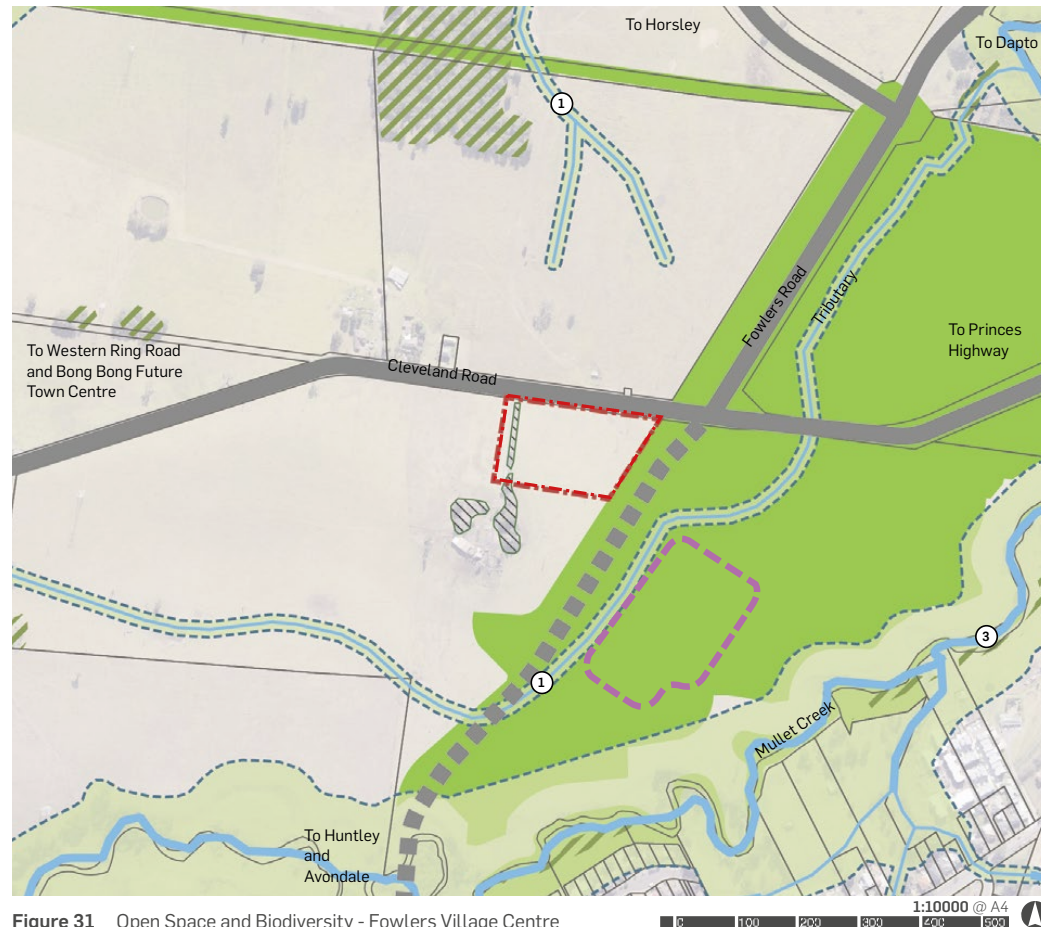 To Horsley
To Dapto
1
Fowlers Road
Tributary
To Princes
Highway
To Western Ring Road
and Bong Bong Future
Town Centre
Cleveland Road
3
1
Mullet Creek
To Huntley
and
Avondale
1:10000 @ A4
Figure 31 Open Space and Biodiversity - Fowlers Village Centre
0 100 200 300 400 500